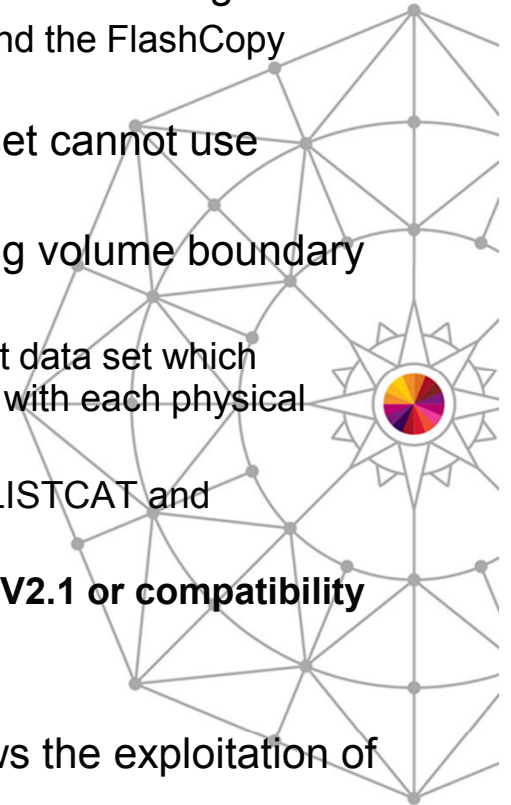 nd the FlashCopy
et cannot use
g volume boundary
t data set which
with each physical
LISTCAT and
V2.1 or compatibility
ws the exploitation of